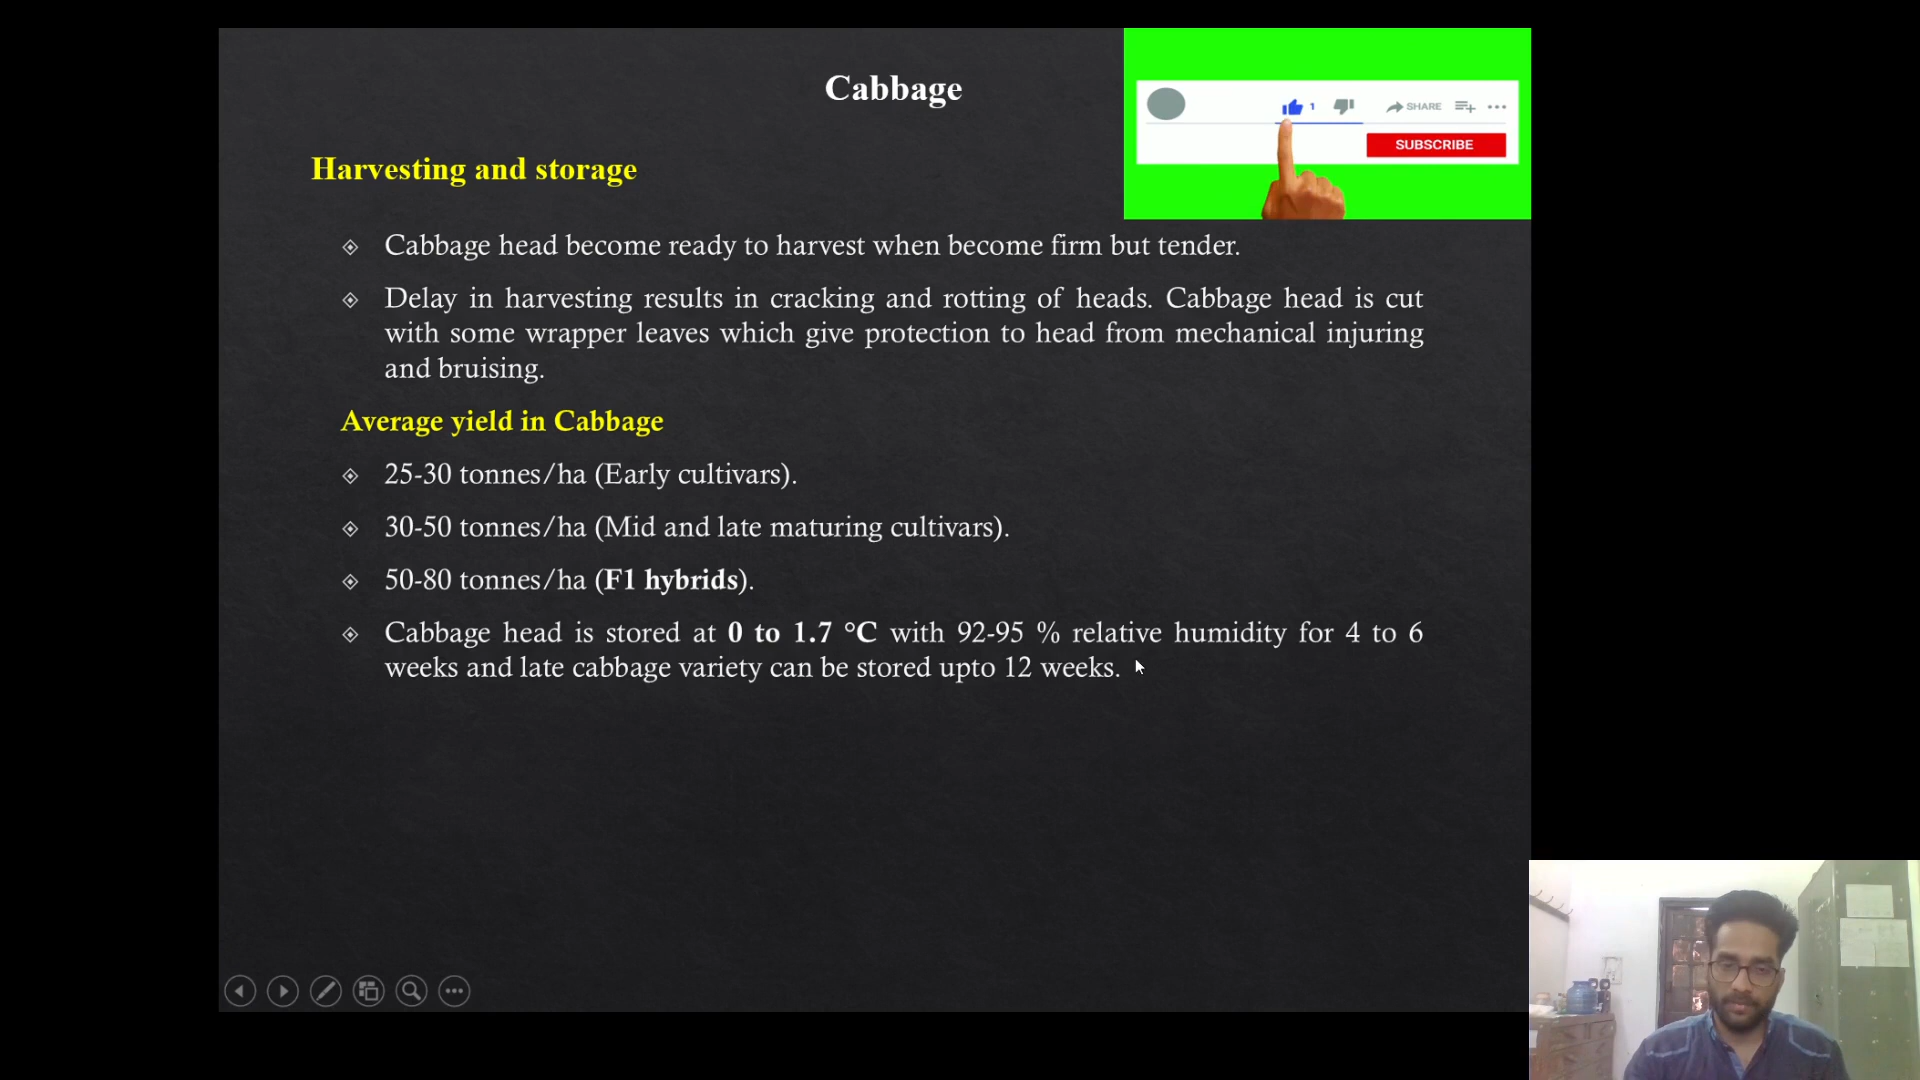 Cabbage
1
SHARE
SUBSCRIBE
Harvesting and storage
Cabbage head become ready to harvest when become firm but tender.
Delay in harvesting results in cracking and rotting of heads. Cabbage head is cut
with some wrapper leaves which give protection to head from mechanical injuring
and bruising.
Average yield in Cabbage
25-30 tonnes/ha (Early cultivars).
30-50 tonnes/ha (Mid and late maturing cultivars).
50-80 tonnes/ha (F1 hybrids).
Cabbage head is stored at 0 to 1.7 °C with 92-95 % relative humidity for 4 to 6
weeks and late cabbage variety can be stored upto 12 weeks.